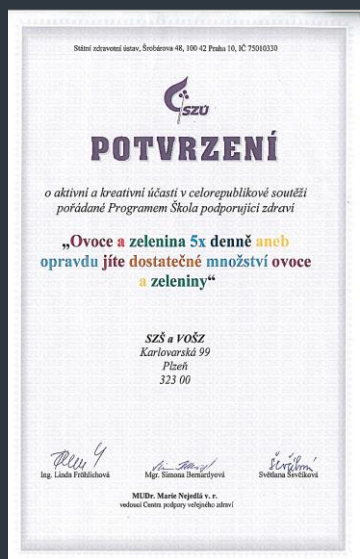 Státní zdravotní ústav, Šrobárova 48, 100 42 Praha 10, IČ 75010330
SZÚ
POTVRZENÍ
o aktivní a kreativní účasti v celorepublikové soutěži
pořádané Programem Škola podporující zdraví
„Ovoce a zelenina 5x denně aneb
opravdu jíte dostatečné množství ovoce
a zeleniny“
SZŠ a VOŠZ
Karlovarská 99
Plzeň
323 00
Ing. Linda Fröhlichová
Mgr. Simona Bernardyová
Světlana Ševčíková
MUDr. Marie Nejedlá v. r.
vedoucí Centra podpory veřejného zdraví